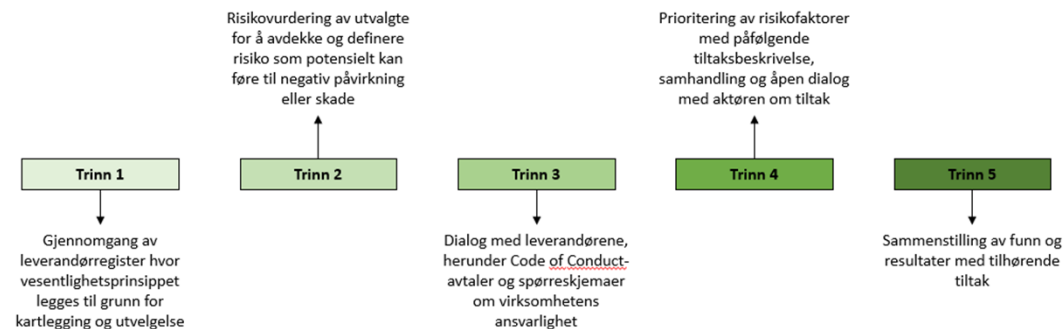 Risikovurdering av utvalgte
for å avdekke og definere
risiko som potensielt kan
føre til negativ påvirkning
eller skade
Prioritering av risikofaktorer
med påfølgende
tiltaksbeskrivelse,
samhandling og åpen dialog
med aktøren om tiltak
Trinn 1
Trinn 2
Trinn 3
Trinn 4
Trinn 5
Gjennomgang av
leverandørregister hvor
vesentlighetsprinsippet
legges til grunn for
kartlegging og utvelgelse
Dialog med leverandørene,
herunder Code of Conduct-
avtaler og spørreskjemaer
om virksomhetens
ansvarlighet
Sammenstilling av funn og
resultater med tilhørende
tiltak